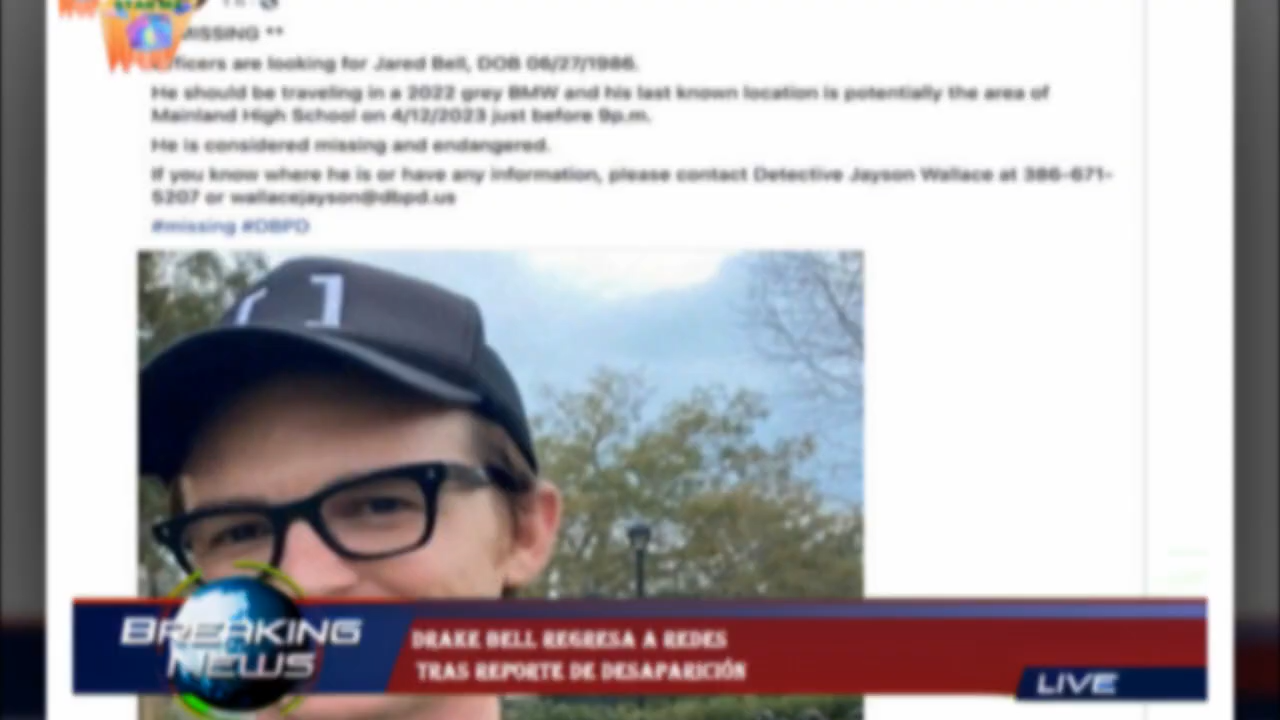 MISSING **
Officers are looking for Jared Bell, DOB 06/27/1986.
He should be traveling in a 2022 grey BMW and his last known location is potentially the area of
Mainland High School on 4/12/2023 just before 9p.m.
He is considered missing and endangered.
If you know where he is or have any information, please contact Detective Jayson Wallace at 386-671-
5207 or wallacejayson@dbpd.us
#missing #DBPD
BREAKING
NEWS
DRAKE BELL REGRESA A REDES
TRAS REPORTE DE DESAPARICIÓN
LIVE